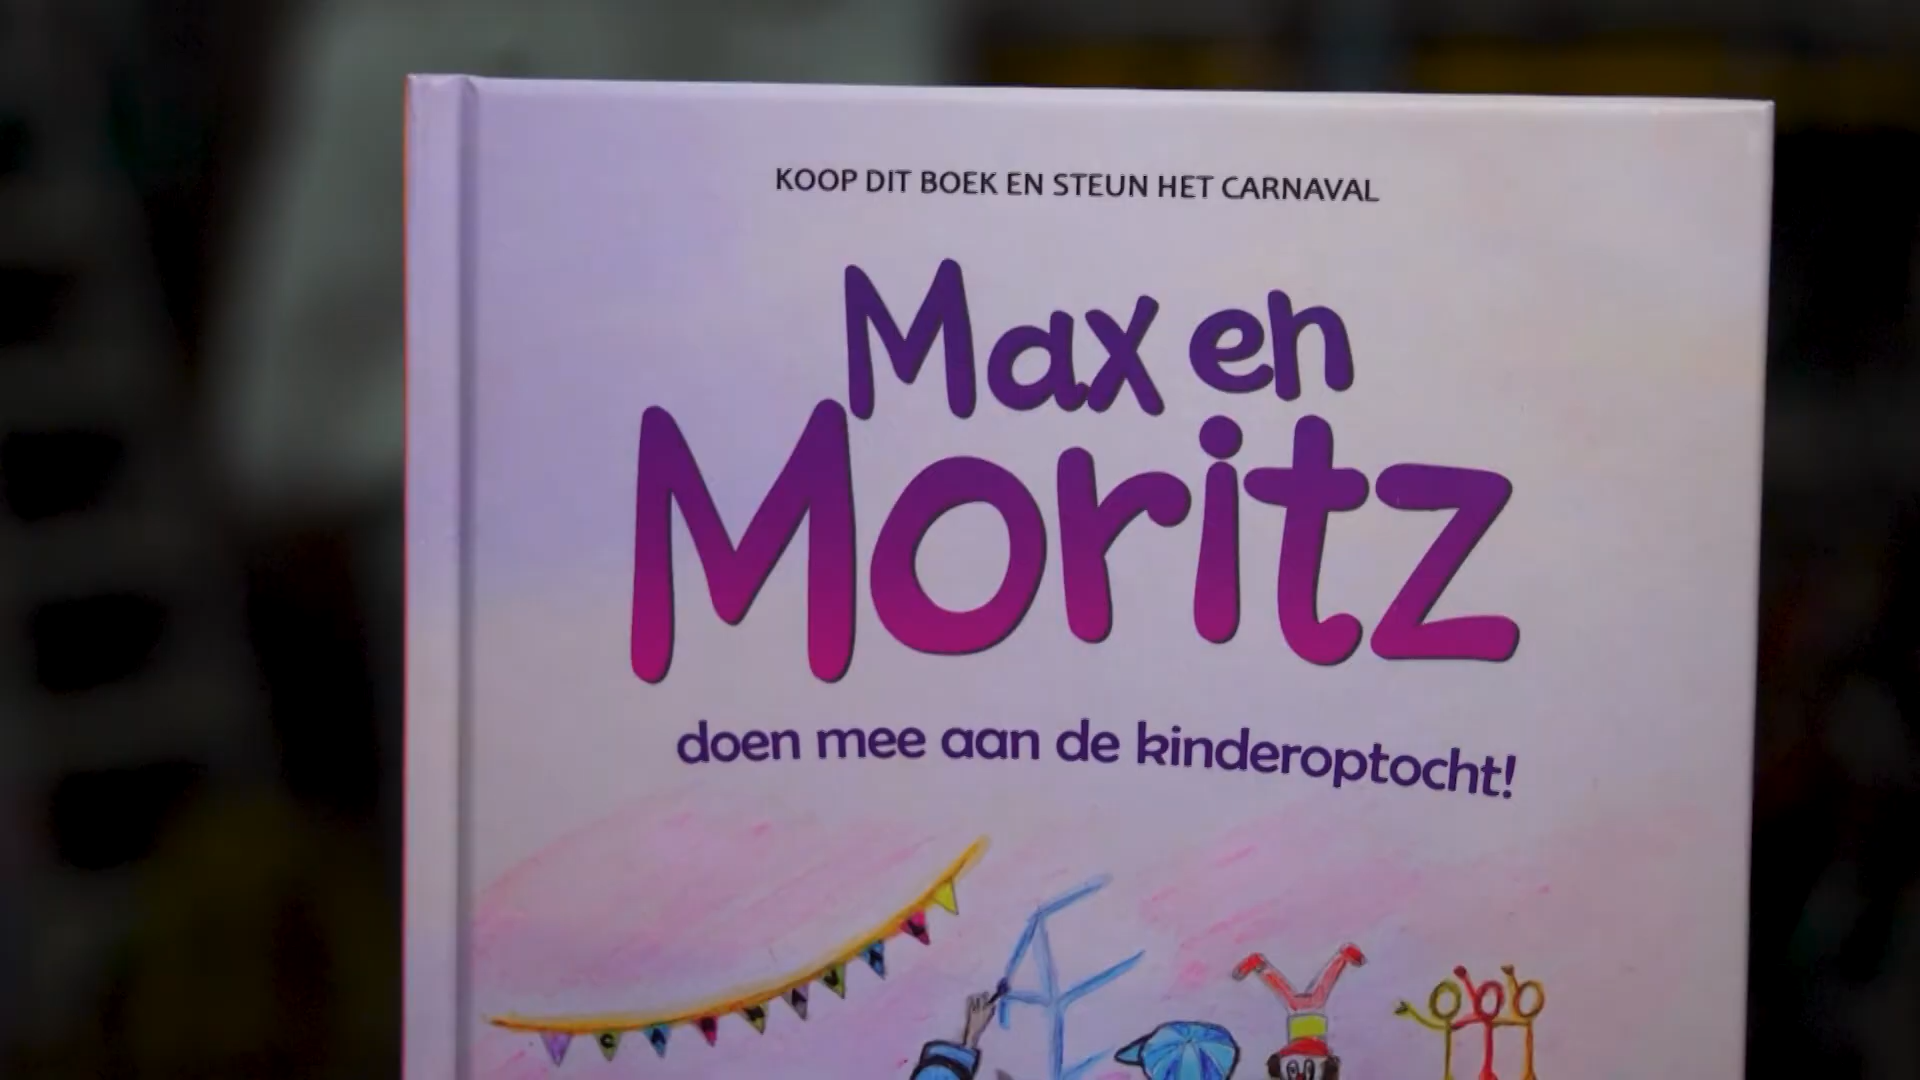 KOOP DIT BOEK EN STEUN HET CARNAVAL
Max en
Moritz
doen mee aan de kinderoptocht!